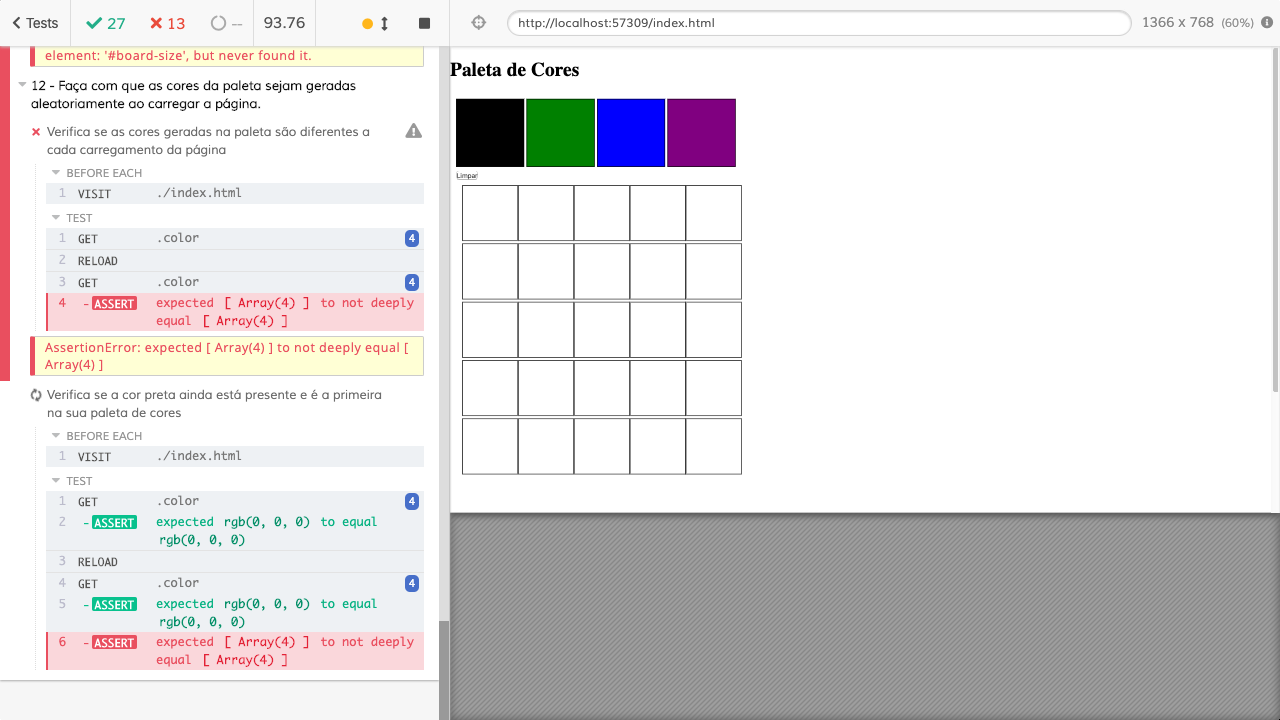 Tests
27
13
--
93.76
http://localhost:57309/index.html
1366 x 768 (60%)
element: '#board-size', but never found it.
12 - Faça com que as cores da paleta sejam geradas
aleatoriamente ao carregar a página.
Verifica se as cores geradas na paleta são diferentes a
cada carregamento da página
BEFORE EACH
1 VISIT ./index.html
TEST
1 GET .color 4
2 RELOAD
3 GET .color 4
4 -ASSERT expected [ Array(4) ] to not deeply
equal [ Array(4) ]
AssertionError: expected [ Array(4) ] to not deeply equal [
Array(4) ]
Verifica se a cor preta ainda está presente e é a primeira
na sua paleta de cores
BEFORE EACH
1 VISIT ./index.html
TEST
1 GET .color 4
2 -ASSERT expected rgb(0, 0, 0) to equal
rgb(0, 0, 0)
3 RELOAD
4 GET .color 4
5 -ASSERT expected rgb(0, 0, 0) to equal
rgb(0, 0, 0)
6 -ASSERT expected [ Array(4) ] to not deeply
equal [ Array(4) ]
Paleta de Cores
Limpar